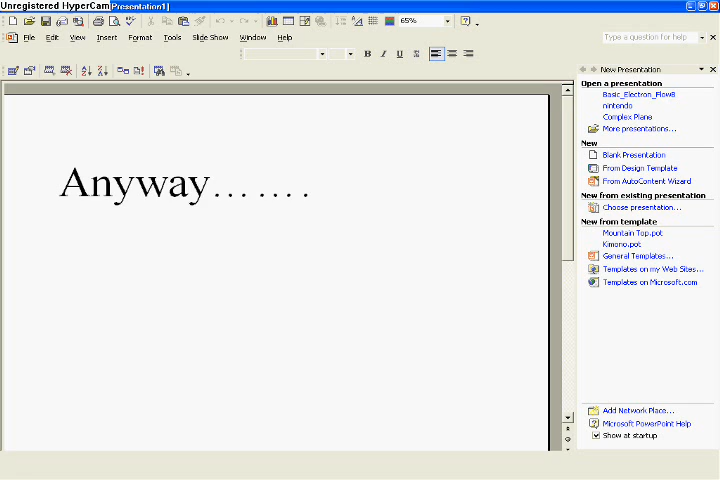 Unregistered HyperCam
Presentation1]
65%
File Edit View Insert Format Tools Slide Show Window Help
Type a question for help
B I U S
New Presentation
Open a presentation
Basic_Electron_Flow8
nintendo
Complex Plane
More presentations...
New
Blank Presentation
From Design Template
From AutoContent Wizard
New from existing presentation
Choose presentation...
New from template
Mountain Top.pot
Kimono.pot
General Templates...
Templates on my Web Sites...
Templates on Microsoft.com
Anyway.......
Add Network Place...
Microsoft PowerPoint Help
Show at startup